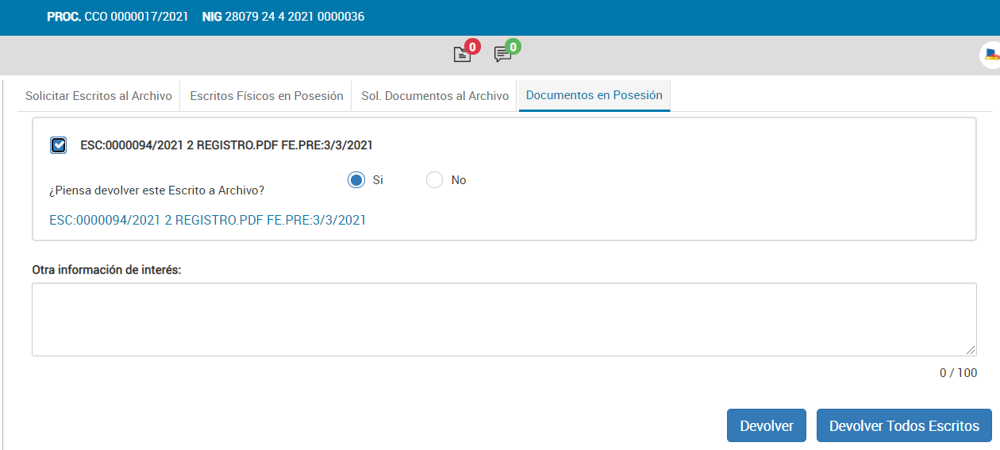 PROC. CCO 0000017/2021 NIG 28079 24 4 2021 0000036
0 0
Solicitar Escritos al Archivo Escritos Físicos en Posesión Sol. Documentos al Archivo Documentos en Posesión
ESC:0000094/2021 2 REGISTRO.PDF FE.PRE:3/3/2021
¿Piensa devolver este Escrito a Archivo? Si No
ESC:0000094/2021 2 REGISTRO.PDF FE.PRE:3/3/2021
Otra información de interés:
0 / 100
Devolver Devolver Todos Escritos